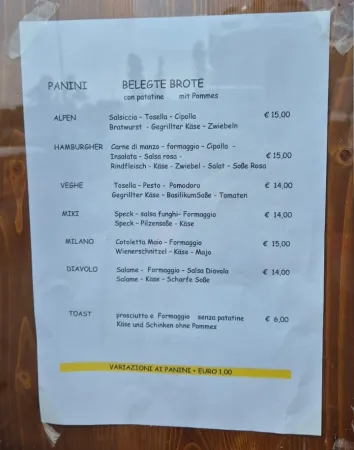 PANINI BELEGTE BROTE
con patatine mit Pommes
ALPEN Salsiccia - Tosella - Cipolla € 15,00
Bratwurst - Gegrillter Käse - Zwiebeln
HAMBURGHER Carne di manzo - formaggio - Cipolla -
Insalata - Salsa rosa - € 15,00
Rindfleisch - Käse - Zwiebel - Salat - Soße Rosa
VEGHE Tosella - Pesto - Pomodoro € 14,00
Gegrillter Käse - BasilikumSoße - Tomaten
MIKI Speck - salsa funghi- Formaggio € 14,00
Speck - Pilzensoße - Käse
MILANO Cotoletta Maio - Formaggio € 15,00
Wienerschnitzel - Käse - Majo
DIAVOLO Salame - Formaggio - Salsa Diavola € 14,00
Salame - Käse - Scharfe Soße
TOAST prosciutto e Formaggio senza patatine € 6,00
Käse und Schinken ohne Pommes
VARIAZIONI AI PANINI + EURO 1,00